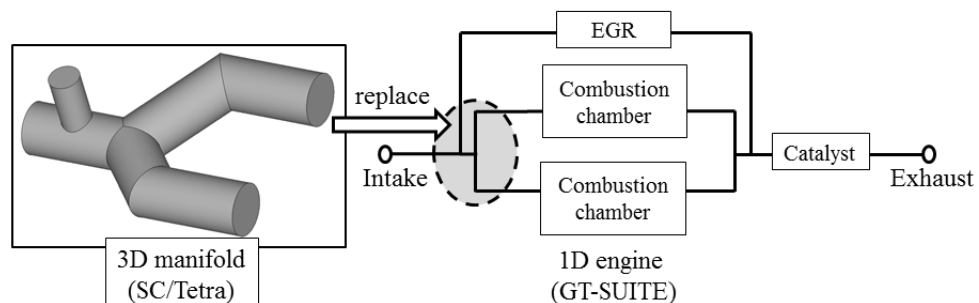 EGR
replace
Combustion
chamber
Intake
Combustion
chamber
Catalyst
Exhaust
3D manifold
(SC/Tetra)
1D engine
(GT-SUITE)